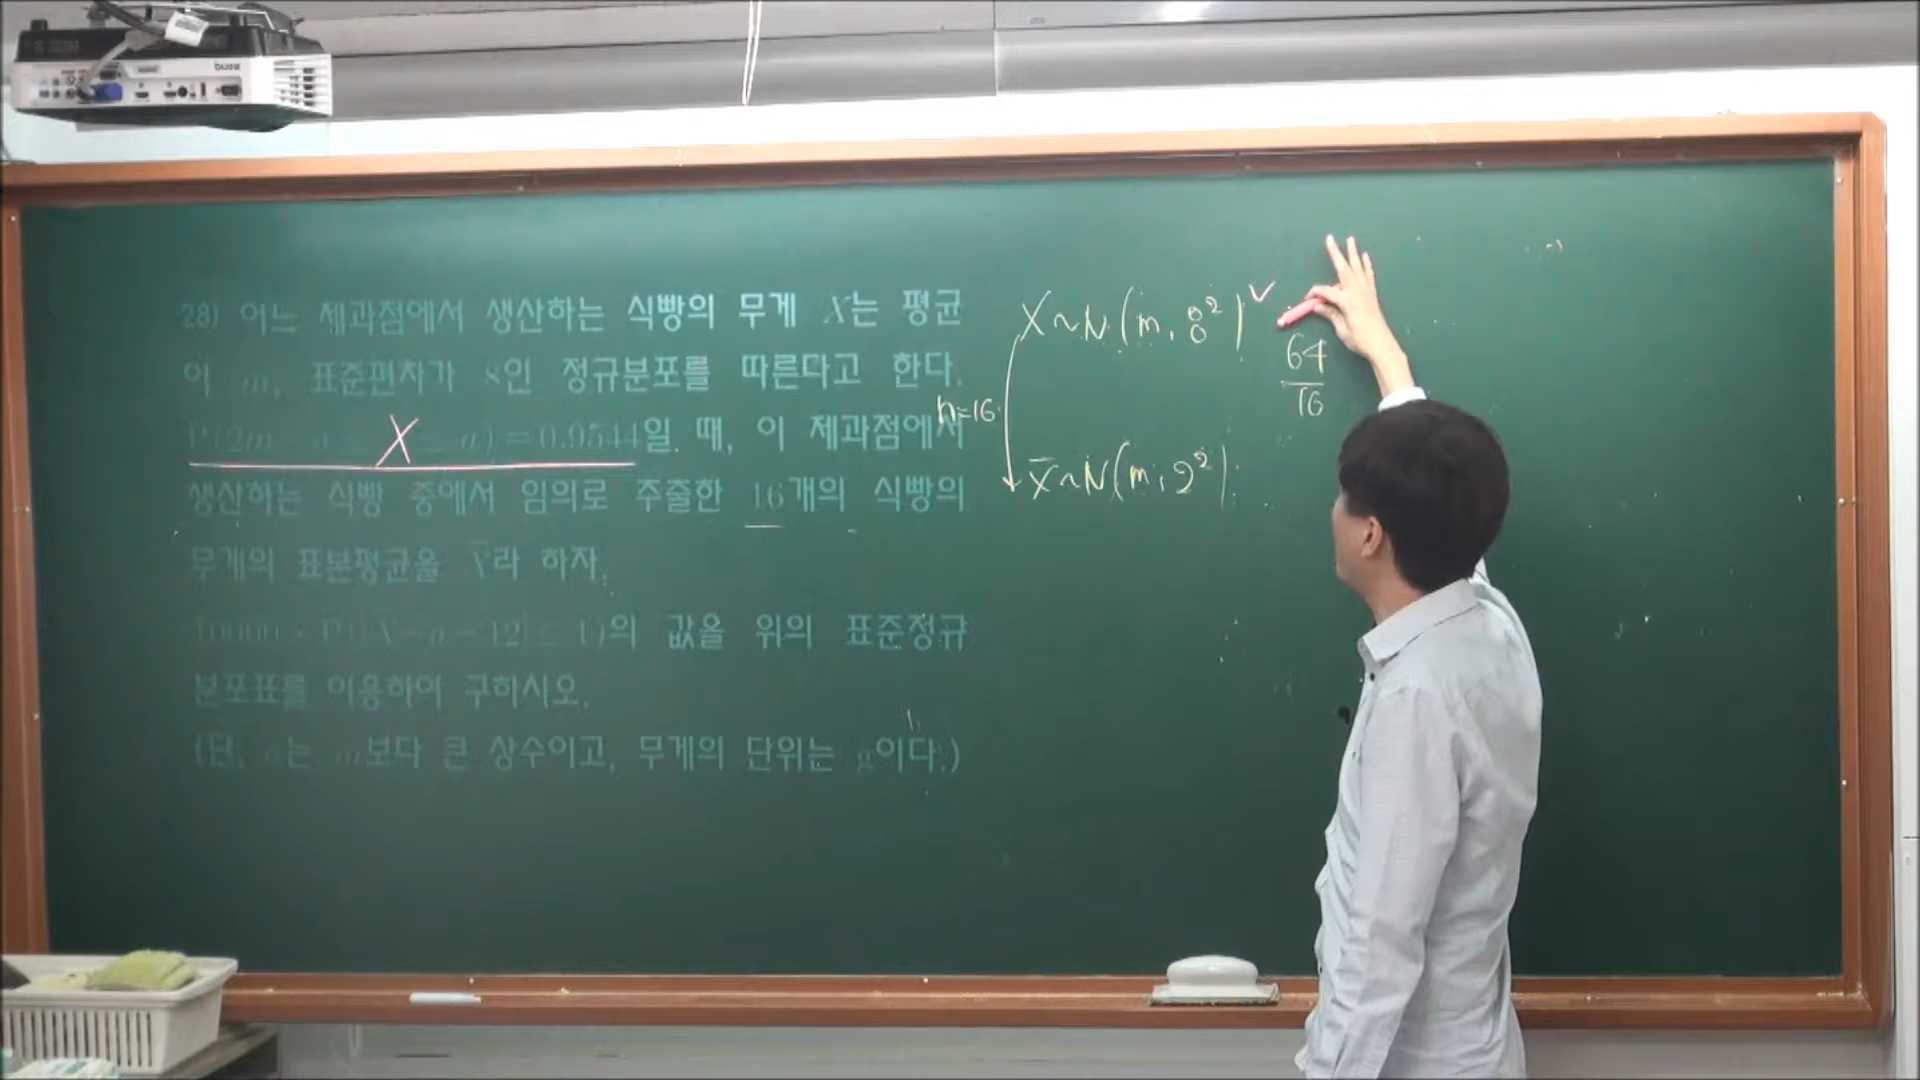 28) 어느 제과점에서 생산하는 식빵의 무게 X는 평균
이 m, 표준편차가 8인 정규분포를 따른다고 한다.
=0.9544일 때, 이 제과점에서
생산하는 식빵 중에서 임의로 추출한 16개의 식빵의
무게의 표본평균을 라 하자.
의 값을 위의 표준정규
분포표를 이용하여 구하시오.
(단, a는 m보다 큰 상수이고, 무게의 단위는 g이다.)
X
X~N(m, 8²)
64
16
n=16
X̄~N(m, 2²)